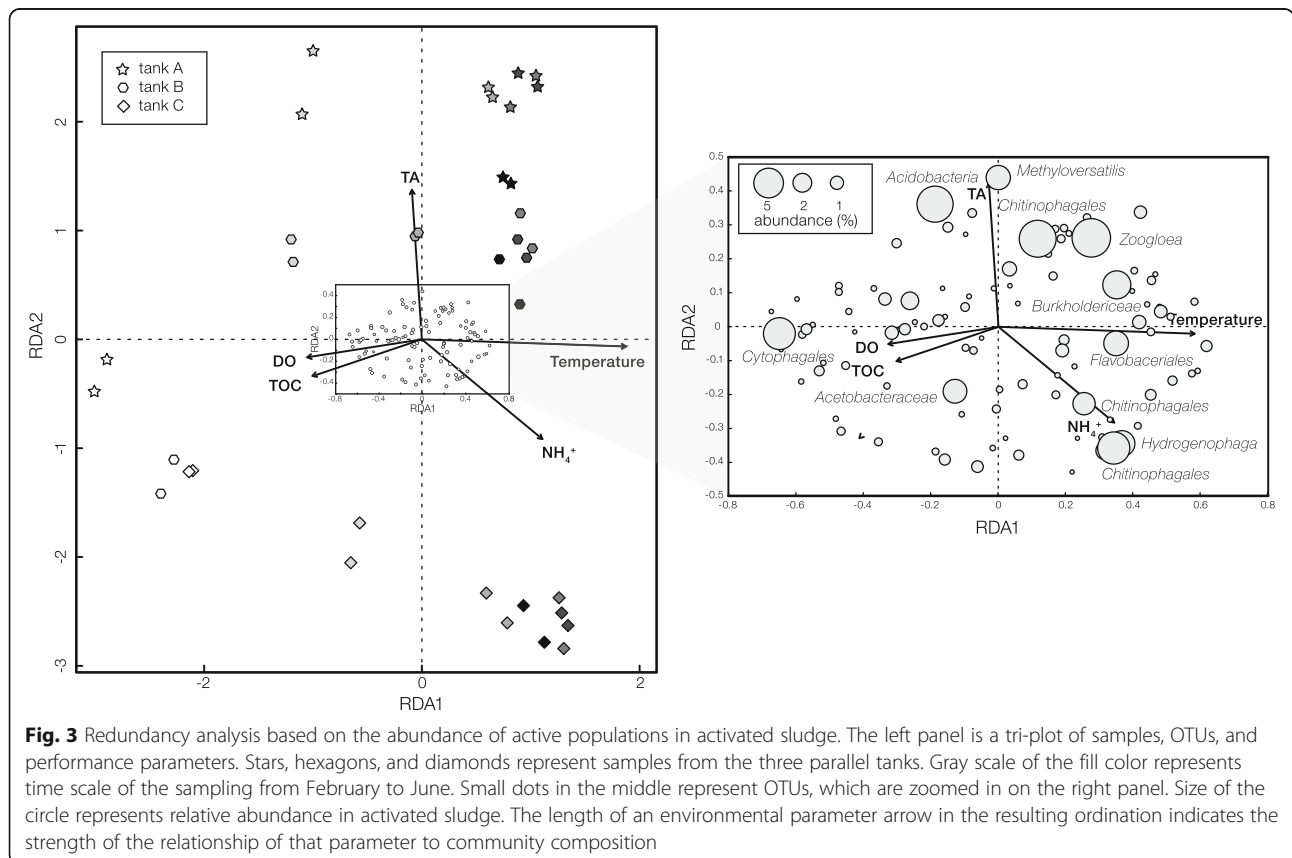 tank A
tank B
tank C
2
1
0
-1
-2
-3
RDA2
-2
0
2
RDA1
TA
DO
TOC
Temperature
NH4+
0.4
0.2
0
-0.2
-0.4
RDA2
-0.8
-0.4
0
0.4
0.8
RDA1
0.5
0.4
0.3
0.2
0.1
0
-0.1
-0.2
-0.3
-0.4
-0.5
RDA2
-0.8
-0.6
-0.4
-0.2
0
0.2
0.4
0.6
0.8
RDA1
5 2 1
abundance (%)
Acidobacteria
Methyloversatilis
TA
Chitinophagales
Zoogloea
Burkholdericeae
Temperature
DO
Cytophagales
TOC
Flavobaceriales
Acetobacteraceae
Chitinophagales
NH4+
Hydrogenophaga
Chitinophagales
Fig. 3 Redundancy analysis based on the abundance of active populations in activated sludge. The left panel is a tri-plot of samples, OTUs, and
performance parameters. Stars, hexagons, and diamonds represent samples from the three parallel tanks. Gray scale of the fill color represents
time scale of the sampling from February to June. Small dots in the middle represent OTUs, which are zoomed in on the right panel. Size of the
circle represents relative abundance in activated sludge. The length of an environmental parameter arrow in the resulting ordination indicates the
strength of the relationship of that parameter to community composition